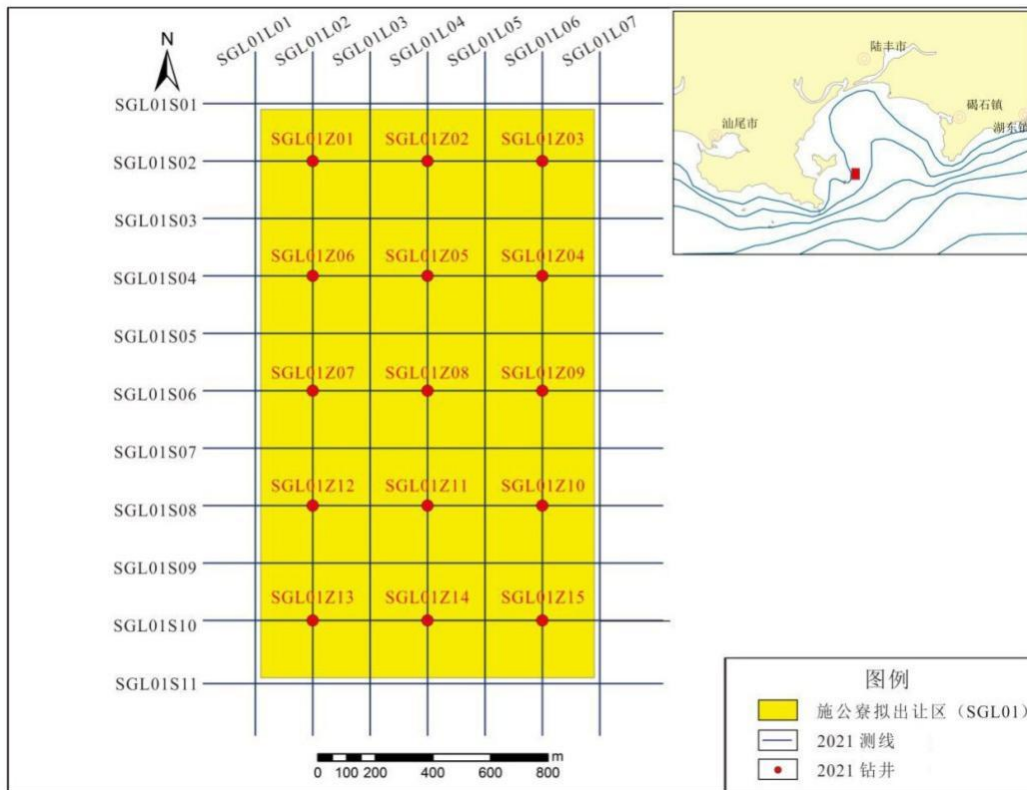 SGL01L01
SGL01L02
SGL01L03
SGL01L04
SGL01L05
SGL01L06
SGL01L07
N
SGL01S01
SGL01S02
SGL01S03
SGL01S04
SGL01S05
SGL01S06
SGL01S07
SGL01S08
SGL01S09
SGL01S10
SGL01S11
SGL01Z01 SGL01Z02 SGL01Z03
SGL01Z06 SGL01Z05 SGL01Z04
SGL01Z07 SGL01Z08 SGL01Z09
SGL01Z12 SGL01Z11 SGL01Z10
SGL01Z13 SGL01Z14 SGL01Z15
m
0 100 200 400 600 800
陆丰市
汕尾市
碣石镇
湖东镇
图例
施公寮拟出让区（SGL01）
2021 测线
2021 钻井